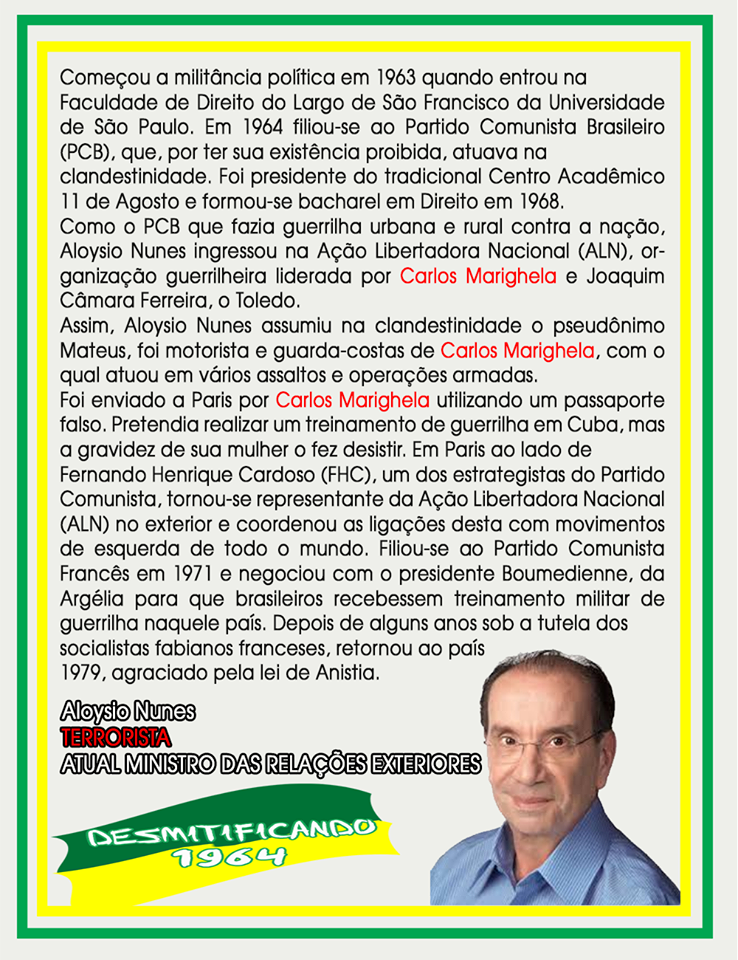 Começou a militância política em 1963 quando entrou na
Faculdade de Direito do Largo de São Francisco da Universidade
de São Paulo. Em 1964 filiou-se ao Partido Comunista Brasileiro
(PCB), que, por ter sua existência proibida, atuava na
clandestinidade. Foi presidente do tradicional Centro Acadêmico
11 de Agosto e formou-se bacharel em Direito em 1968.
Como o PCB que fazia guerrilha urbana e rural contra a nação,
Aloysio Nunes ingressou na Ação Libertadora Nacional (ALN), or-
ganização guerrilheira liderada por Carlos Marighela e Joaquim
Câmara Ferreira, o Toledo.
Assim, Aloysio Nunes assumiu na clandestinidade o pseudônimo
Mateus, foi motorista e guarda-costas de Carlos Marighela, com o
qual atuou em vários assaltos e operações armadas.
Foi enviado a Paris por Carlos Marighela utilizando um passaporte
falso. Pretendia realizar um treinamento de guerrilha em Cuba, mas
a gravidez de sua mulher o fez desistir. Em Paris ao lado de
Fernando Henrique Cardoso (FHC), um dos estrategistas do Partido
Comunista, tornou-se representante da Ação Libertadora Nacional
(ALN) no exterior e coordenou as ligações desta com movimentos
de esquerda de todo o mundo. Filiou-se ao Partido Comunista
Francês em 1971 e negociou com o presidente Boumedienne, da
Argélia para que brasileiros recebessem treinamento militar de
guerrilha naquele país. Depois de alguns anos sob a tutela dos
socialistas fabianos franceses, retornou ao país
1979, agraciado pela lei de Anistia.
Aloysio Nunes
TERRORISTA
ATUAL MINISTRO DAS RELAÇÕES EXTERIORES
DESMITIFICANDO
1964